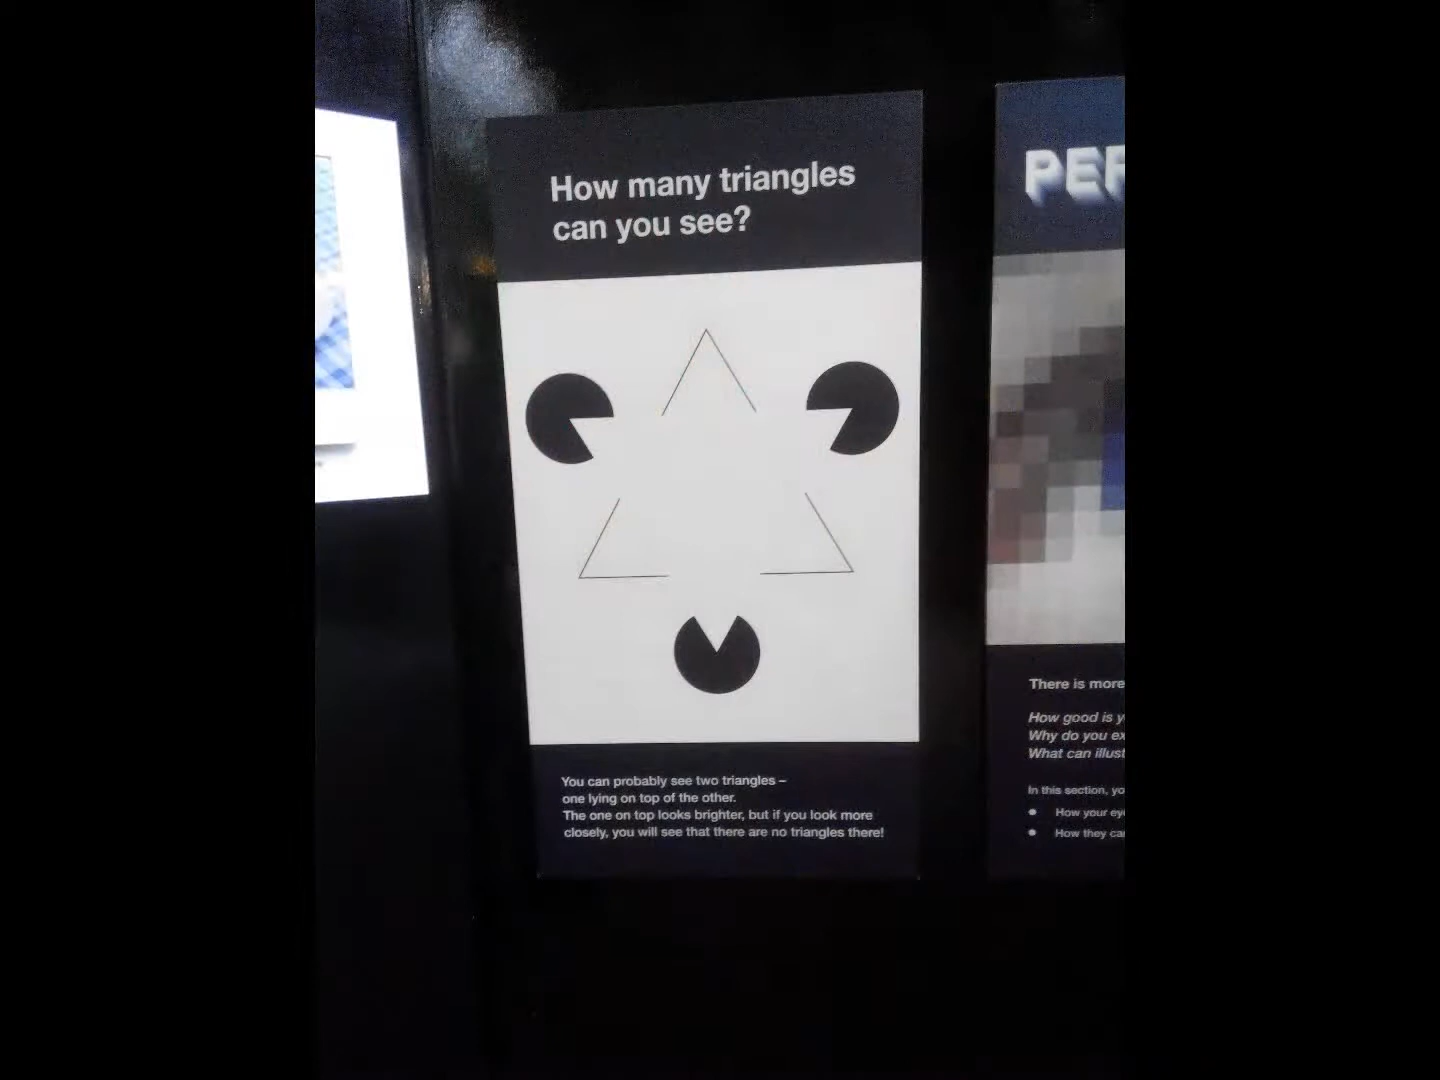 How many triangles
can you see?
You can probably see two triangles –
one lying on top of the other.
The one on top looks brighter, but if you look more
closely, you will see that there are no triangles there!
There is more
How good is
Why do you
What can
In this section,
How your
How they